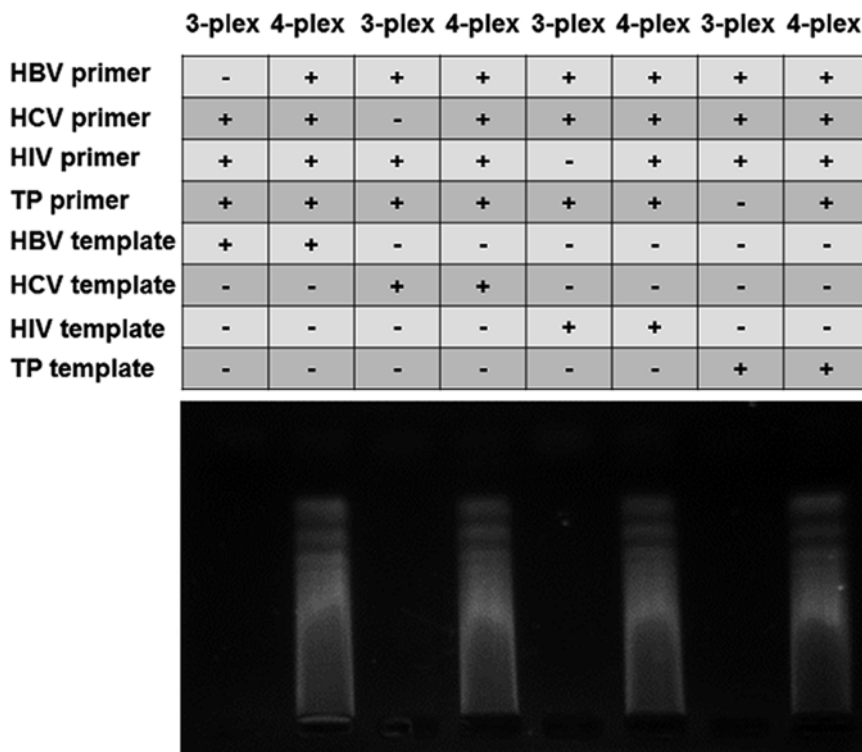 3-plex 4-plex 3-plex 4-plex 3-plex 4-plex 3-plex 4-plex
HBV primer - + + + + + + +
HCV primer + + - + + + + +
HIV primer + + + + - + + +
TP primer + + + + + + - +
HBV template + + - - - - - -
HCV template - - + + - - - -
HIV template - - - - + + - -
TP template - - - - - - + +